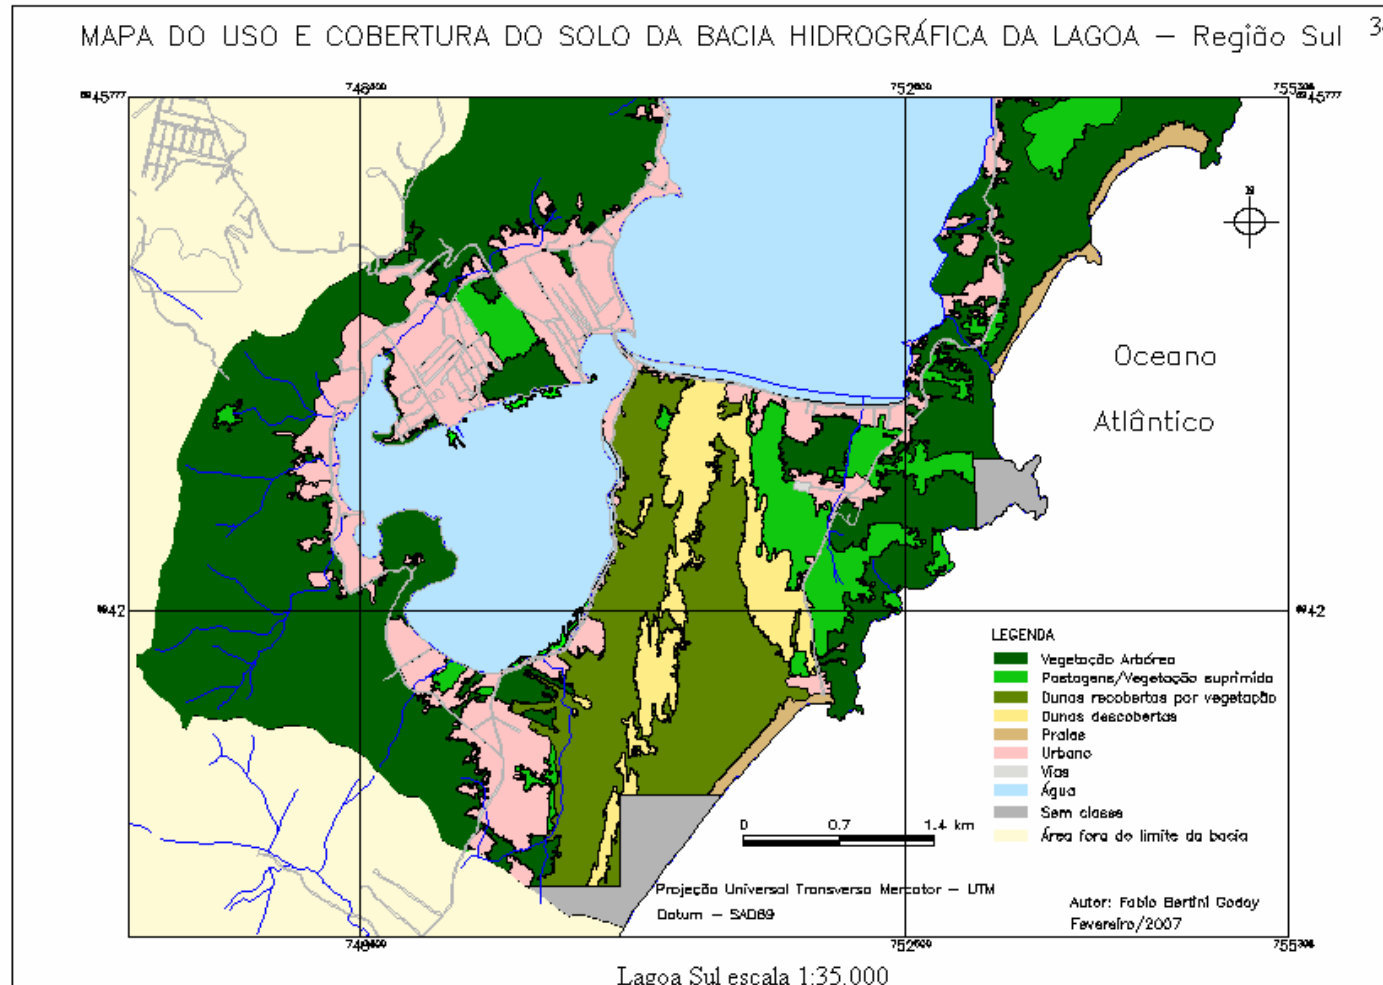 MAPA DO USO E COBERTURA DO SOLO DA BACIA HIDROGRÁFICA DA LAGOA – Região Sul
Oceano
Atlântico
LEGENDA
Vegetação Arbórea
Pastagens/Vegetação suprimida
Dunas recobertas por vegetação
Dunas descobertas
Praias
Urbano
Vias
Água
Sem classe
Área fora do limite da bacia
0 0.7 1.4 km
Projeção Universal Transversa Mercator – UTM
Datum – SAD69
Autor: Fabio Bertini Godoy
Fevereiro/2007
Lagoa Sul escala 1:35.000